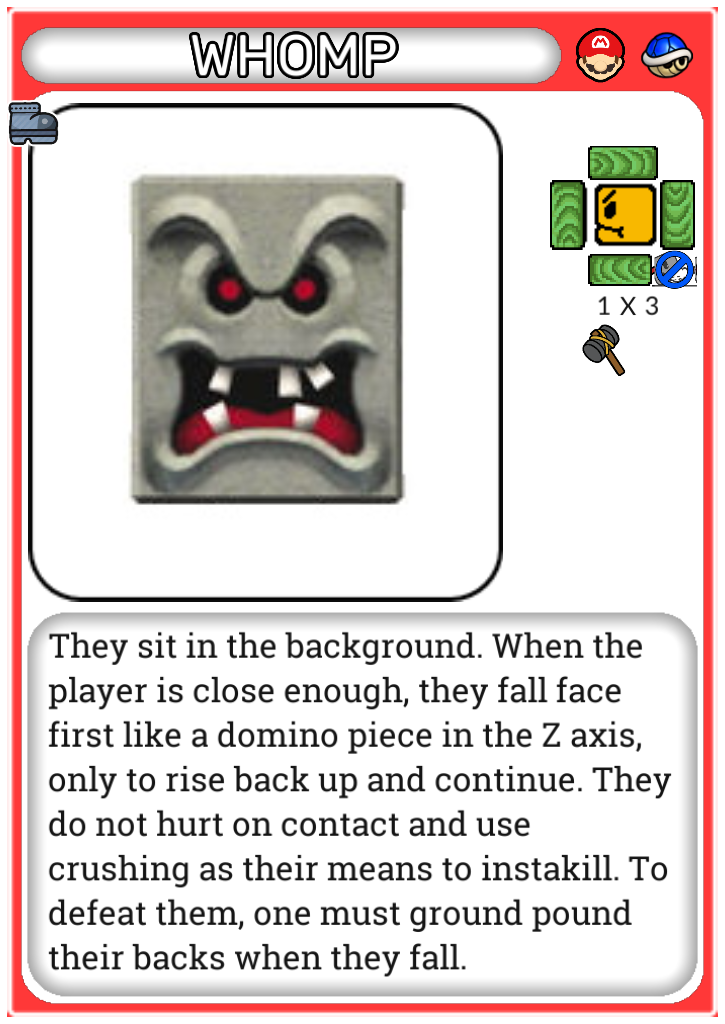 WHOMP
1 X 3
They sit in the background. When the
player is close enough, they fall face
first like a domino piece in the Z axis,
only to rise back up and continue. They
do not hurt on contact and use
crushing as their means to instakill. To
defeat them, one must ground pound
their backs when they fall.